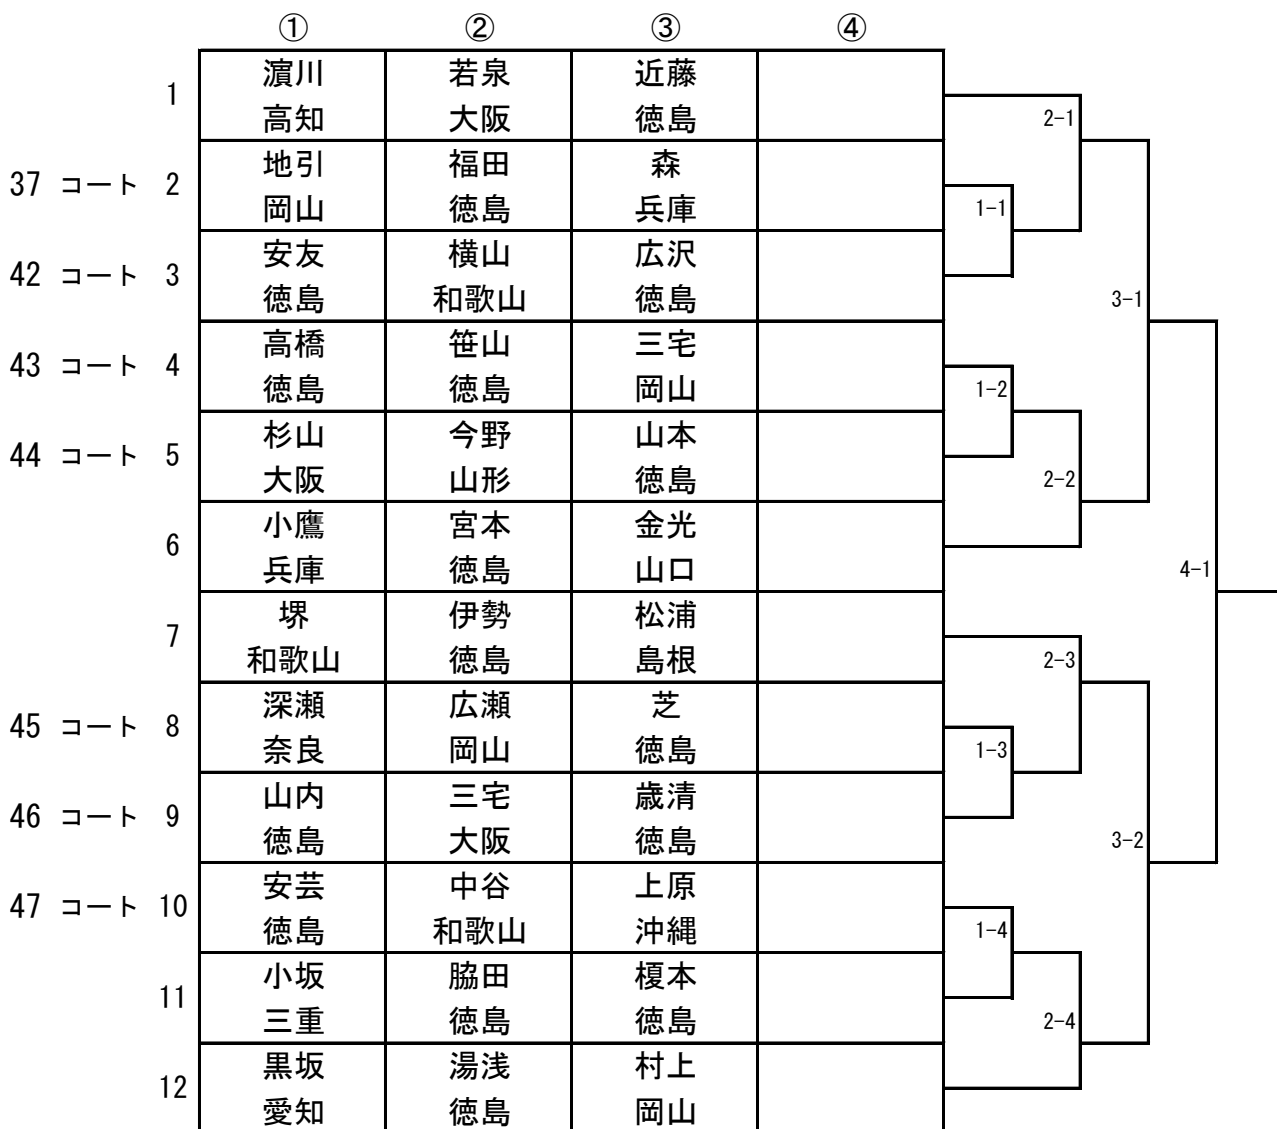 ① ② ③ ④
濵川 若泉 近藤
1 2-1
高知 大阪 徳島
地引 福田 森
37 コート 2
岡山 徳島 兵庫 1-1
安友 横山 広沢
42 コート 3
徳島 和歌山 徳島 3-1
高橋 笹山 三宅
43 コート 4
徳島 徳島 岡山 1-2
杉山 今野 山本
44 コート 5
大阪 山形 徳島 2-2
小鷹 宮本 金光
6
兵庫 徳島 山口 4-1
堺 伊勢 松浦
7
和歌山 徳島 島根 2-3
深瀬 広瀬 芝
45 コート 8
奈良 岡山 徳島 1-3
山内 三宅 歳清
46 コート 9
徳島 大阪 徳島 3-2
安芸 中谷 上原
47 コート 10
徳島 和歌山 沖縄 1-4
小坂 脇田 榎本
11
三重 徳島 徳島 2-4
黒坂 湯浅 村上
12
愛知 徳島 岡山